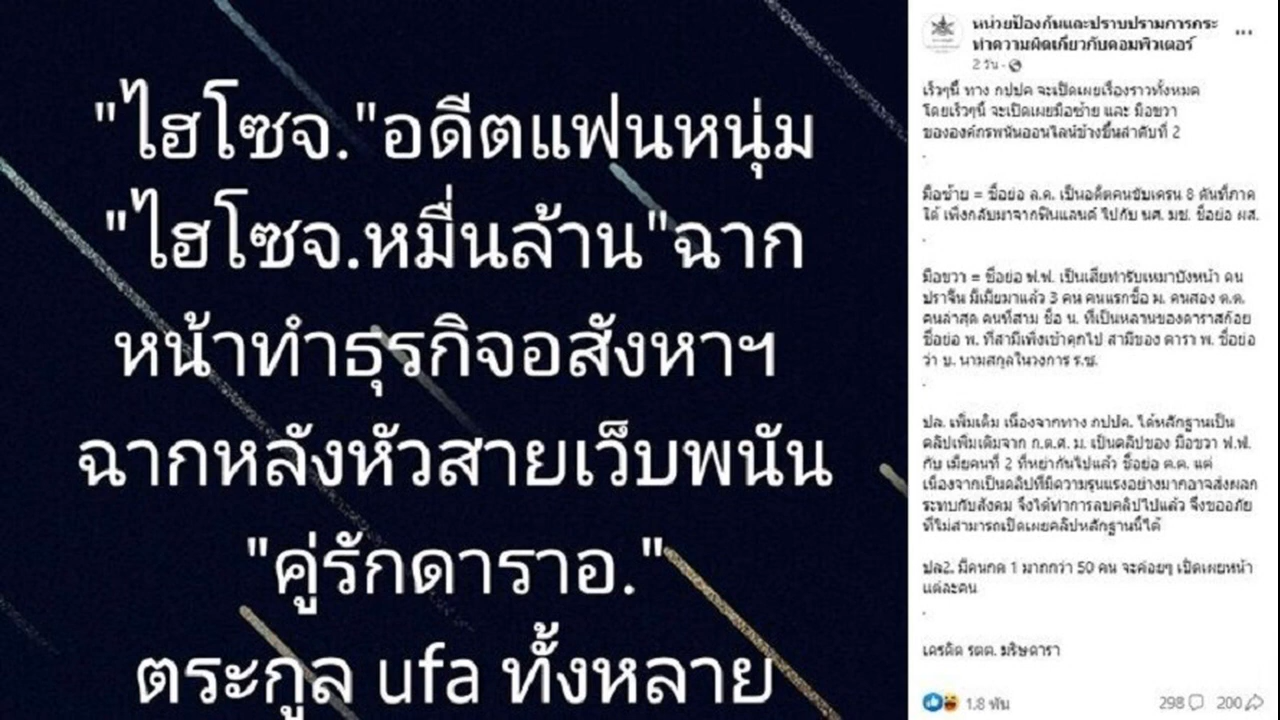 "ไฮโซจ."อดีตแฟนหนุ่ม
"ไฮโซจ.หมื่นล้าน"ฉาก
หน้าทำธุรกิจอสังหาฯ
ฉากหลังหัวสายเว็บพนัน
"คู่รักดาราอ."
ตระกูล ufa ทั้งหลาย
หน่วยป้องกันและปราบปรามการกระ
ทำความผิดเกี่ยวกับคอมพิวเตอร์
2 วัน
เร็วๆนี้ ทาง กปปค จะเปิดเผยเรื่องราวทั้งหมด
โดยเร็วๆนี้ จะเปิดเผยมือซ้าย และ มือขวา
ขององค์กรพนันออนไลน์ช้างขึ้นลำดับที่ 2
.
มือซ้าย = ชื่อย่อ ล.ค. เป็นอดีตคนขับเครน 8 ตันที่ภาค
ใต้ เพิ่งกลับมาจากฟินแลนด์ ไปกับ นศ. มช. ชื่อย่อ ผส.
.
มือขวา = ชื่อย่อ ฟ.ฟ. เป็นเสี่ยทำรับเหมาบังหน้า คน
ปราจีน มีเมียมาแล้ว 3 คน คนแรกชื่อ ม. คนสอง ต.ต.
คนล่าสุด คนที่สาม ชื่อ น. ที่เป็นหลานของดาราสก๊อย
ชื่อย่อ พ. ที่สามีเพิ่งเข้าคุกไป สามีของ ดารา พ. ชื่อย่อ
ว่า บ. นามสกุลในวงการ ร.ซ.
.
ปล. เพิ่มเติม เนื่องจากทาง กปปค. ได้หลักฐานเป็น
คลิปเพิ่มเติมจาก ก.ต.ศ. ม. เป็นคลิปของ มือขวา ฟ.ฟ.
กับ เมียคนที่ 2 ที่หย่ากันไปแล้ว ชื่อย่อ ต.ต. แต่
เนื่องจากเป็นคลิปที่มีความรุนแรงอย่างมากอาจส่งผลก
ระทบกับสังคม จึงได้ทำการลบคลิปไปแล้ว จึงขออภัย
ที่ไม่สามารถเปิดเผยคลิปหลักฐานนี้ได้
ปล2. มีคนกด 1 มากกว่า 50 คน จะค่อยๆ เปิดเผยหน้า
แต่ละคน
.
เครดิต รตต. มริษดารา
1.8 พัน 298 200